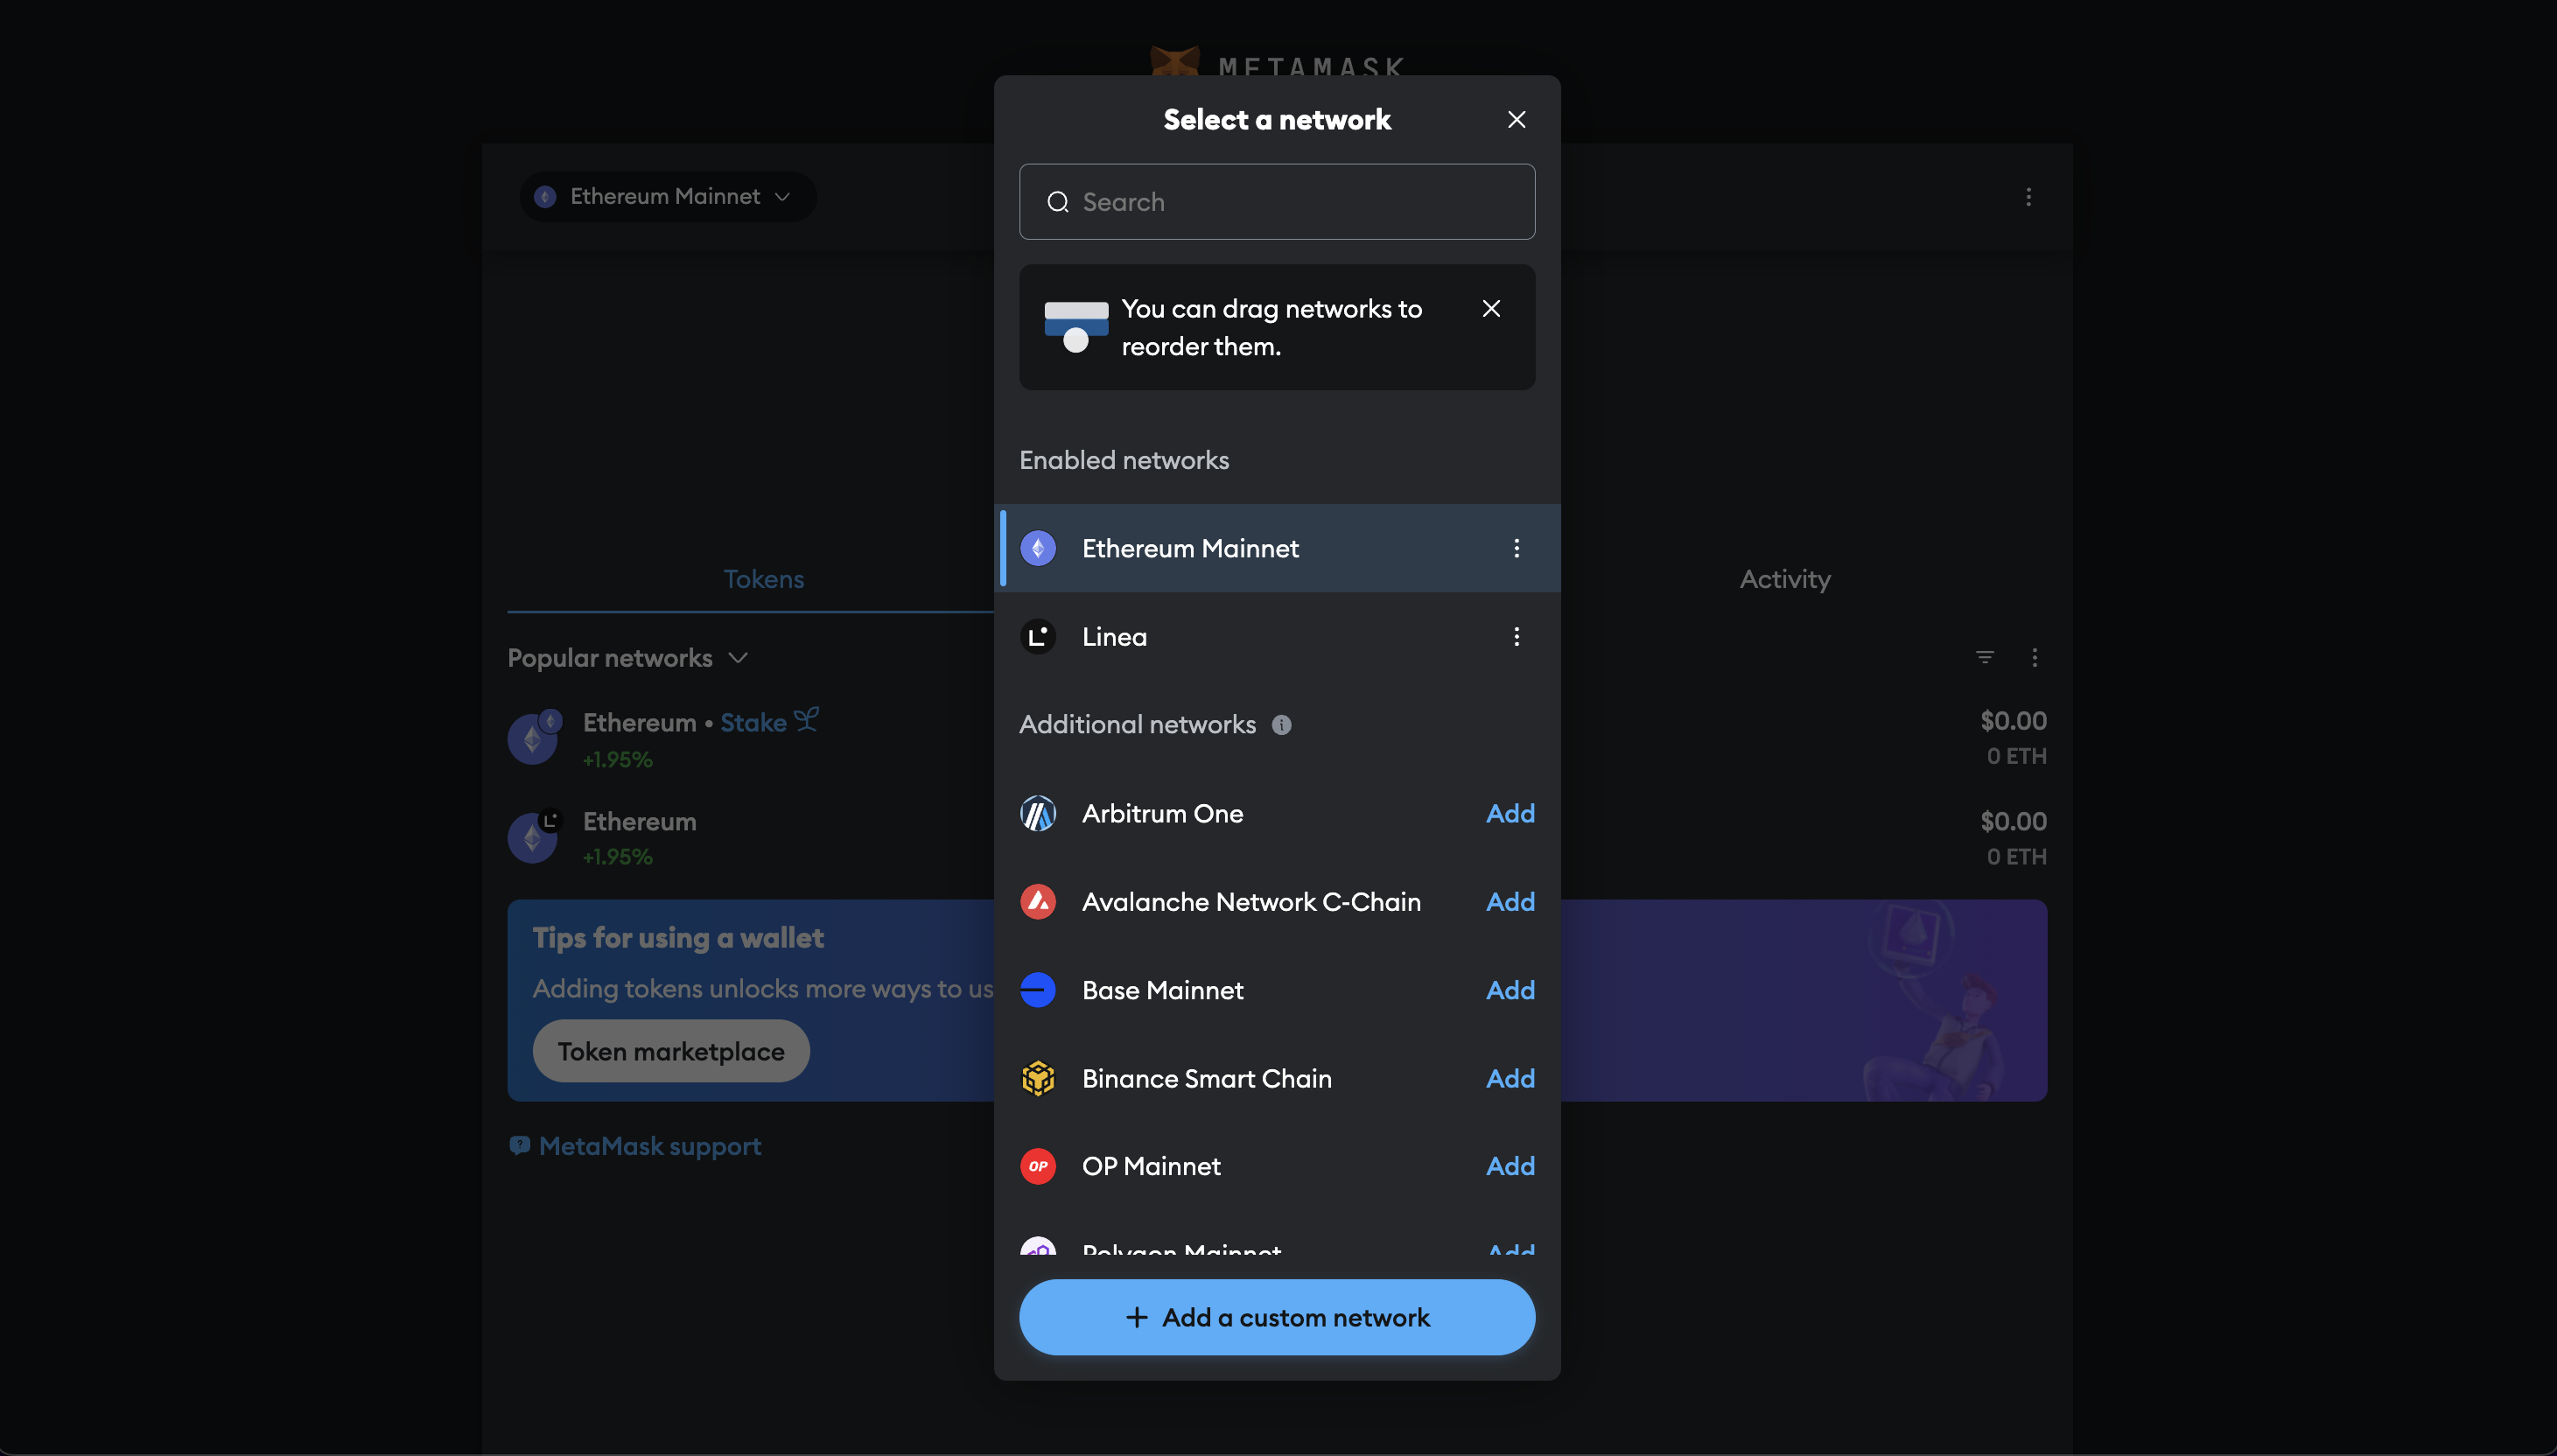 METAMASK
Select a network
Search
You can drag networks to
reorder them.
Enabled networks
Ethereum Mainnet
Linea
Additional networks
Arbitrum One Add
Avalanche Network C-Chain Add
Base Mainnet Add
Binance Smart Chain Add
OP Mainnet Add
Polygon Mainnet Add
+ Add a custom network
Ethereum Mainnet
Tokens
Activity
Popular networks
Ethereum • Stake
+1.95%
$0.00
0 ETH
Ethereum
+1.95%
$0.00
0 ETH
Tips for using a wallet
Adding tokens unlocks more ways to us
Token marketplace
MetaMask support